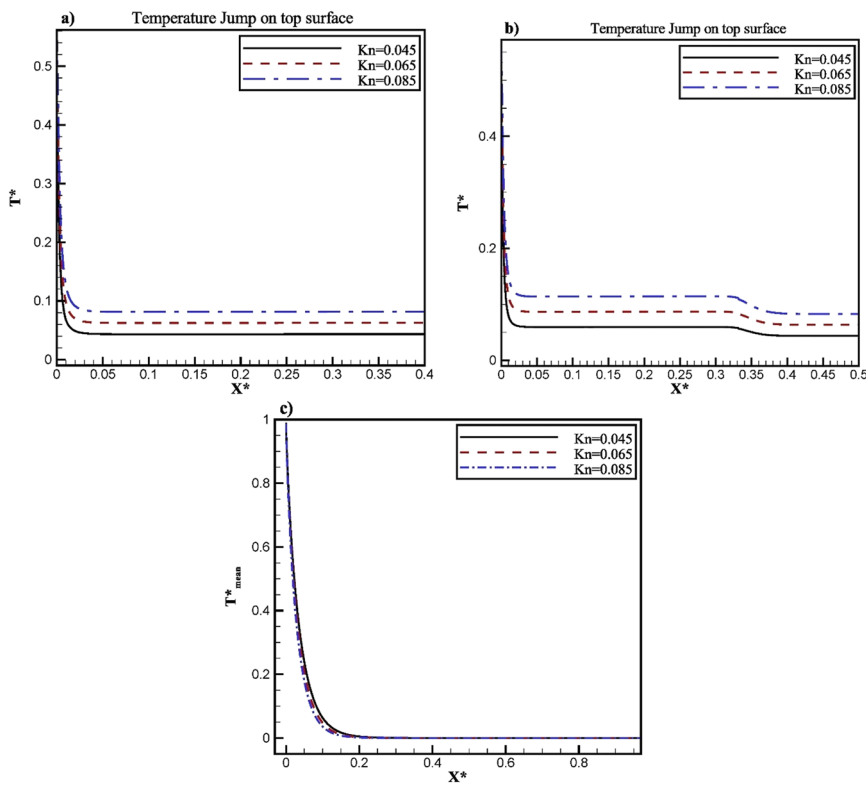 a)
Temperature Jump on top surface
Kn=0.045
Kn=0.065
Kn=0.085
T*
0.5
0.4
0.3
0.2
0.1
0
0 0.05 0.1 0.15 0.2 0.25 0.3 0.35 0.4
X*
b)
Temperature Jump on top surface
Kn=0.045
Kn=0.065
Kn=0.085
T*
0.4
0.2
0
0 0.05 0.1 0.15 0.2 0.25 0.3 0.35 0.4 0.45 0.5
X*
c)
Kn=0.045
Kn=0.065
Kn=0.085
T*mean
1
0.8
0.6
0.4
0.2
0
0 0.2 0.4 0.6 0.8
X*